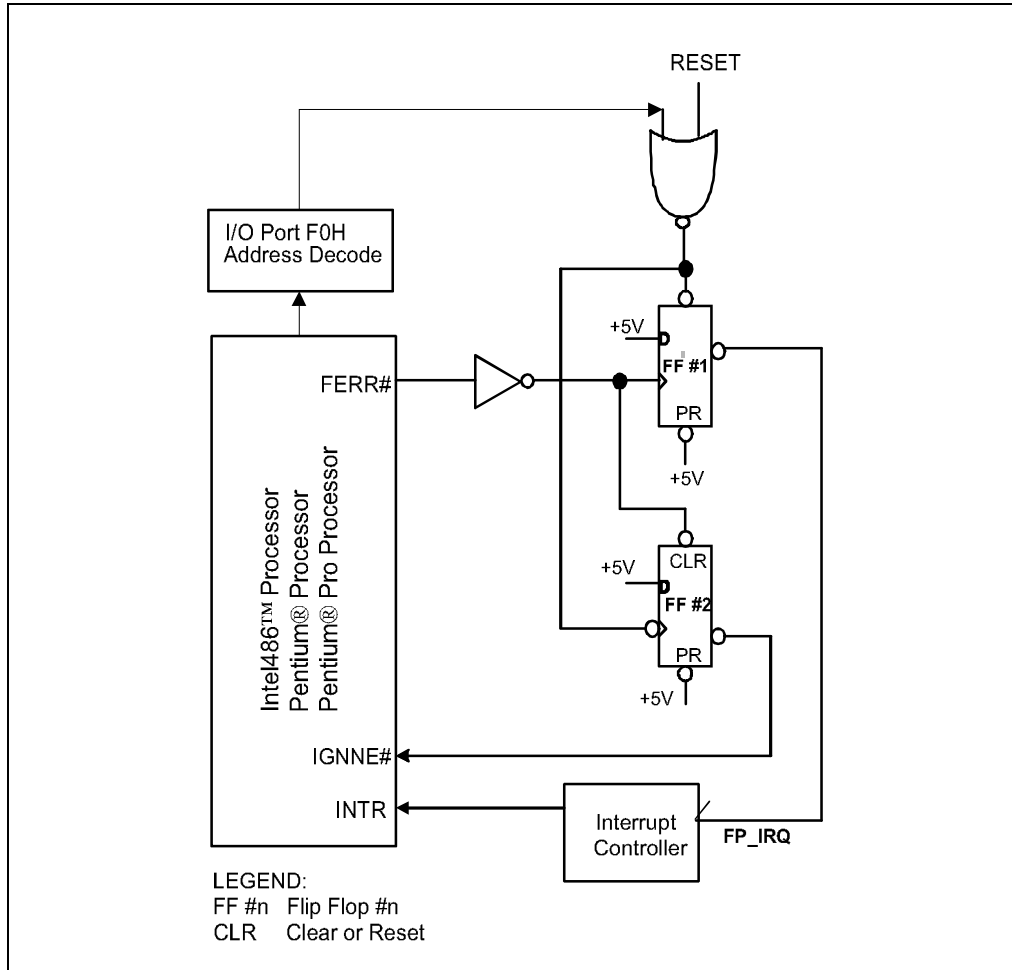 RESET
I/O Port F0H
Address Decode
+5V
D
FF #1
PR
+5V
FERR#
Intel486™ Processor
Pentium® Processor
Pentium® Pro Processor
CLR
+5V
D
FF #2
PR
+5V
IGNNE#
INTR
Interrupt
Controller
FP_IRQ
LEGEND:
FF #n Flip Flop #n
CLR Clear or Reset